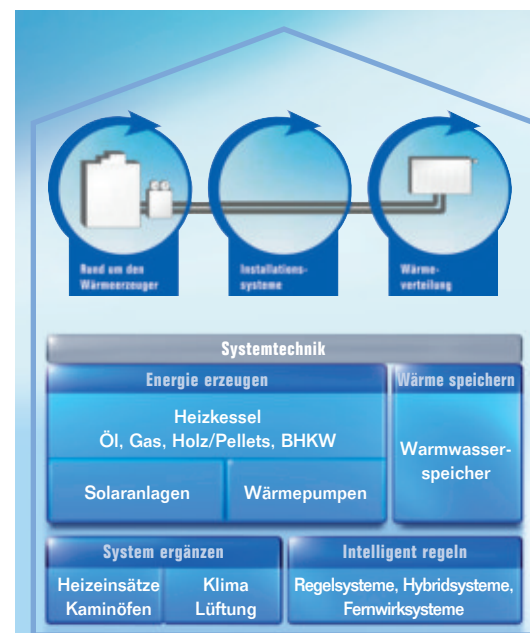 Rund um den
Wärmeerzeuger
Installations-
systeme
Wärme-
verteilung
Systemtechnik
Energie erzeugen
Wärme speichern
Heizkessel
Öl, Gas, Holz/Pellets, BHKW
Warmwasser-
speicher
Solaranlagen
Wärmepumpen
System ergänzen
Intelligent regeln
Heizeinsätze
Kaminöfen
Klima
Lüftung
Regelsysteme, Hybridsysteme,
Fernwirksysteme